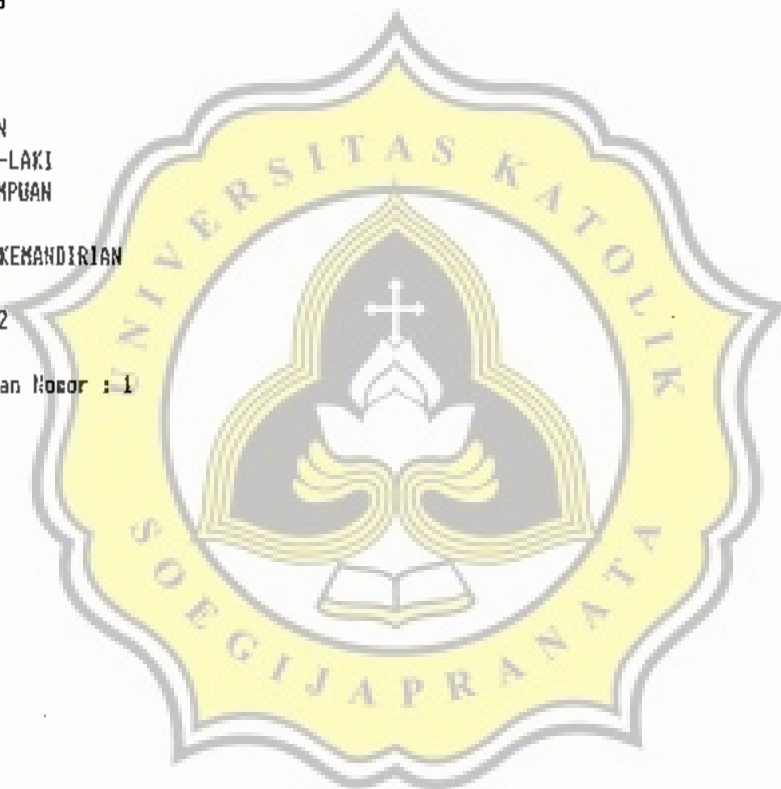 N
-LAKI
MPUAN
KEMANDIRIAN
2
an Nomor : 1
UNIVERSITAS KATOLIK
SOEGIJAPRANATA